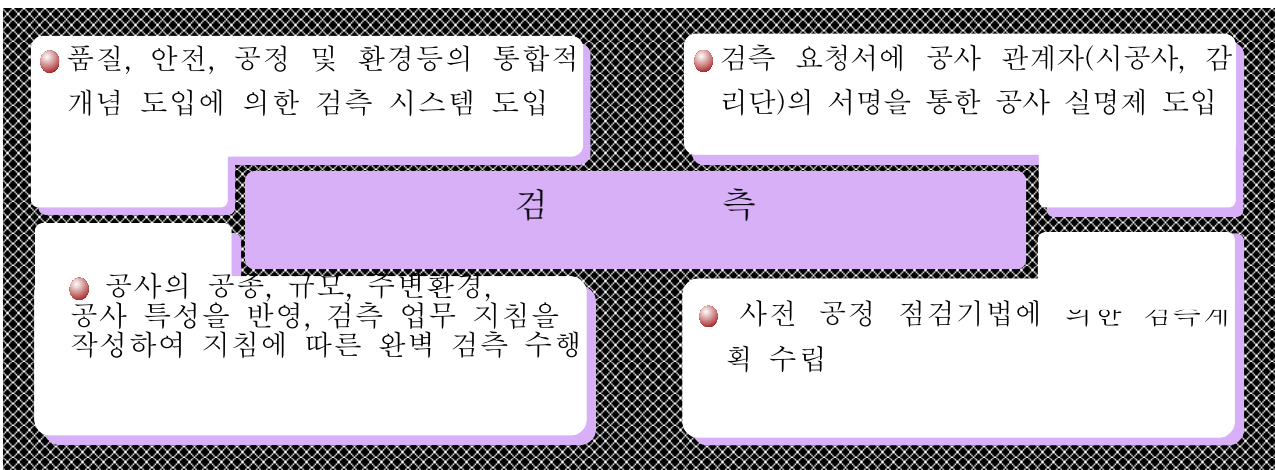 품질, 안전, 공정 및 환경등의 통합적
개념 도입에 의한 검측 시스템 도입
검측 요청서에 공사 관계자(시공사, 감
리단)의 서명을 통한 공사 실명제 도입
검 측
공사의 공종, 규모, 주변환경,
공사 특성을 반영, 검측 업무 지침을
작성하여 지침에 따른 완벽 검측 수행
사전 공정 점검기법에 의한 검측계
획 수립